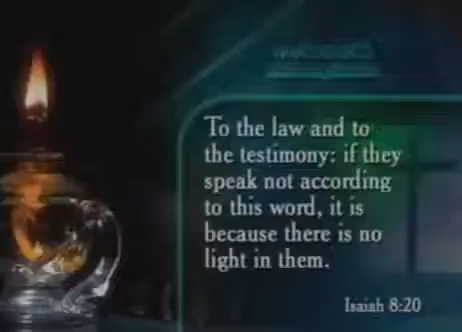 To the law and to
the testimony: if they
speak not according
to this word, it is
because there is no
light in them.
Isaiah 8:20